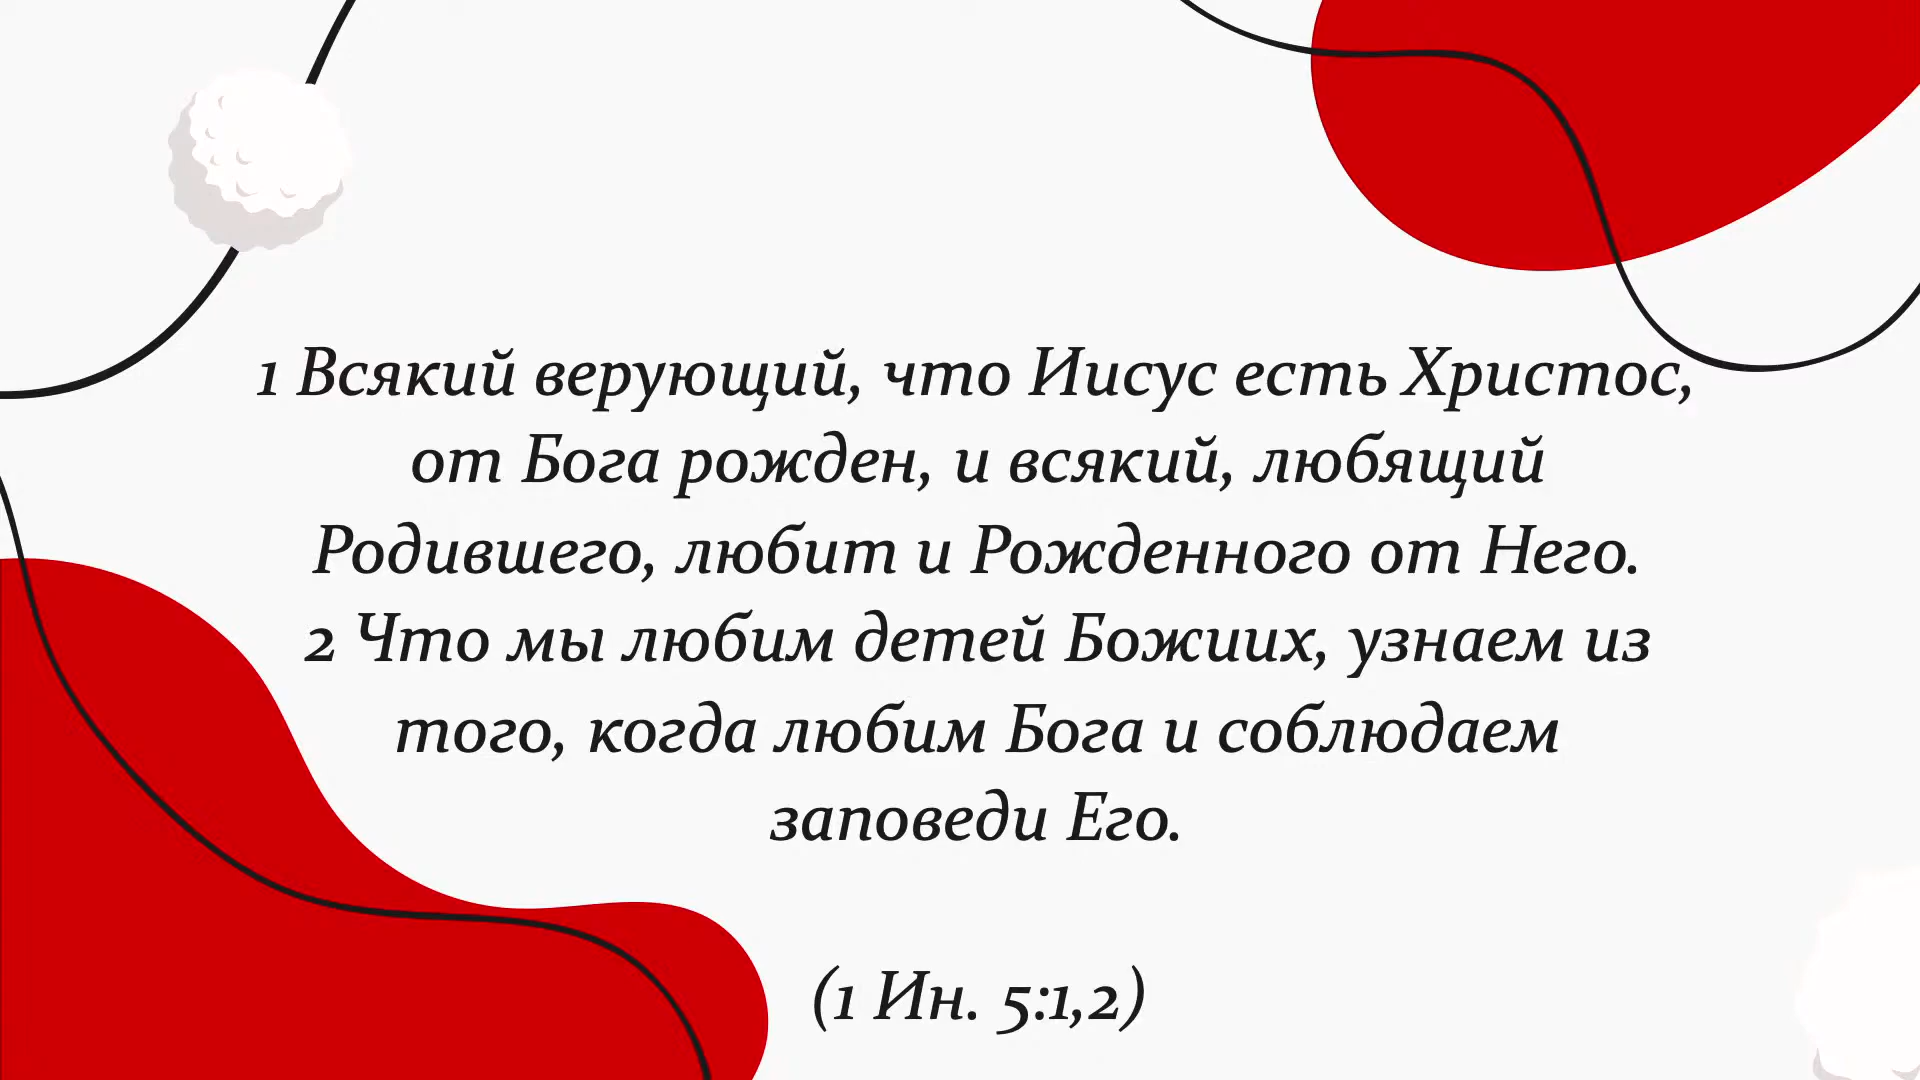 1 Всякий верующий, что Иисус есть Христос,
от Бога рожден, и всякий, любящий
Родившего, любит и Рожденного от Него.
2 Что мы любим детей Божиих, узнаем из
того, когда любим Бога и соблюдаем
заповеди Его.
(1 Ин. 5:1,2)